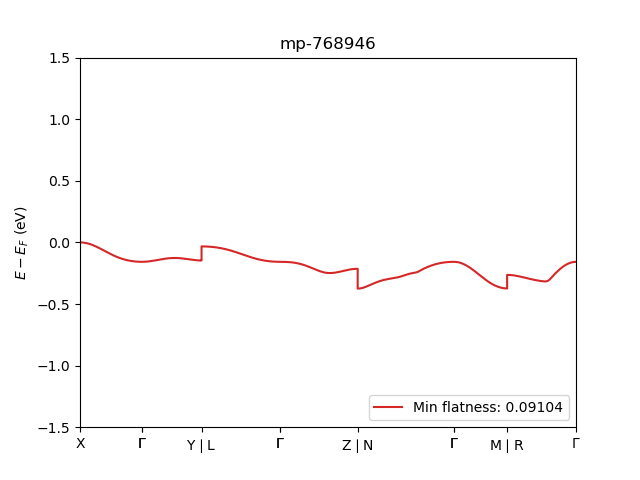 mp-768946
E − E_F (eV)
1.5
1.0
0.5
0.0
−0.5
−1.0
−1.5
Min flatness: 0.09104
X Γ Y | L Γ Z | N Γ M | R Γ